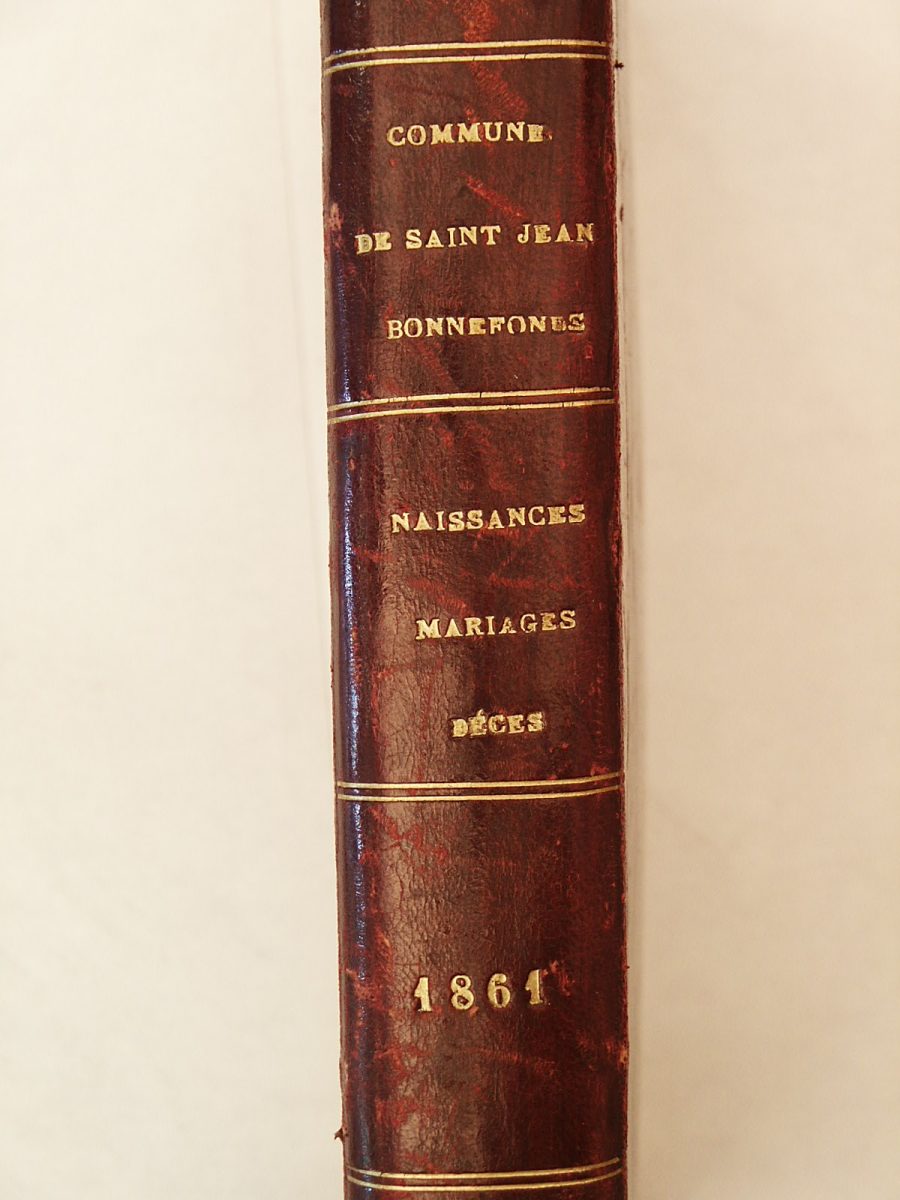 COMMUNE.
DE SAINT JEAN
BONNEFONDS
NAISSANCES
MARIAGES
DÉCES
1861